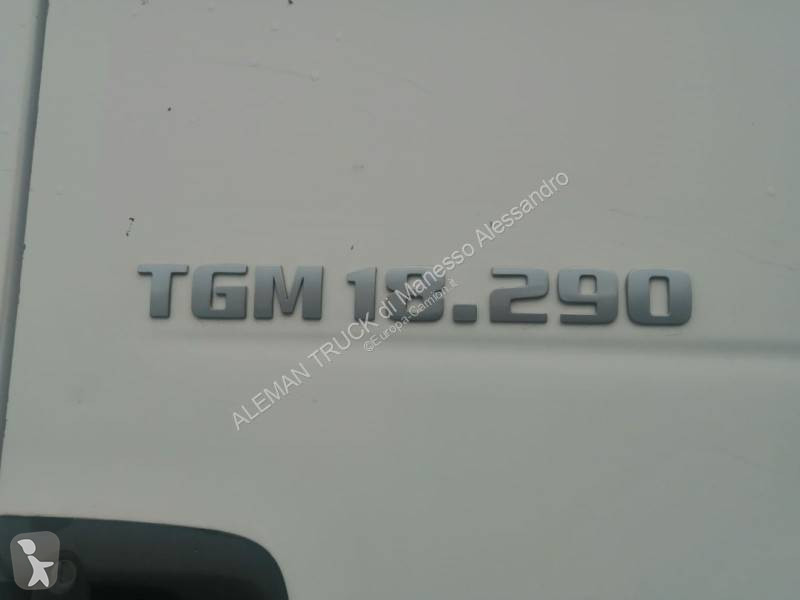 TGM 18.290
ALEMAN TRUCK di Manesso Alessandro
©Europa-Camion.it